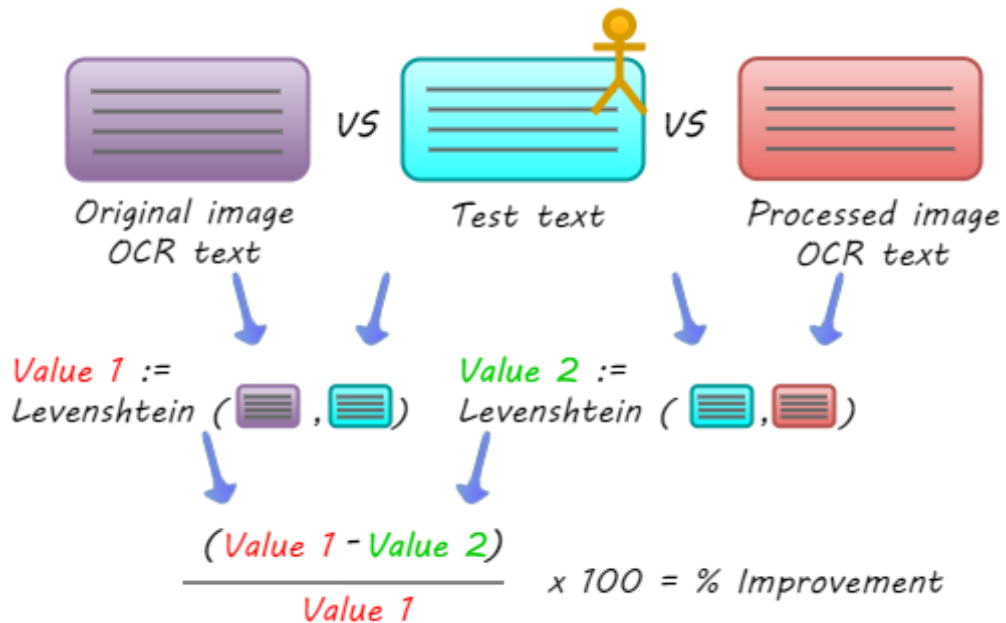 VS
VS
Original image
OCR text
Test text
Processed image
OCR text
Value 1 :=
Levenshtein ( , )
Value 2 :=
Levenshtein ( , )
(Value 1 - Value 2)
Value 1
x 100 = % Improvement